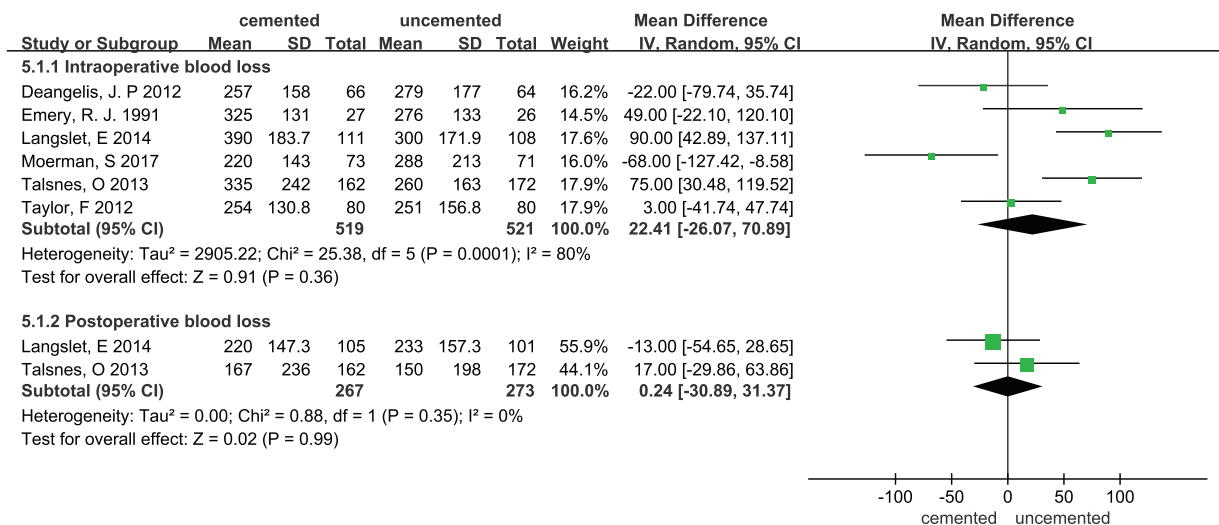 cemented uncemented Mean Difference Mean Difference
Study or Subgroup Mean SD Total Mean SD Total Weight IV, Random, 95% CI IV, Random, 95% CI
5.1.1 Intraoperative blood loss
Deangelis, J. P 2012 257 158 66 279 177 64 16.2% -22.00 [-79.74, 35.74]
Emery, R. J. 1991 325 131 27 276 133 26 14.5% 49.00 [-22.10, 120.10]
Langslet, E 2014 390 183.7 111 300 171.9 108 17.6% 90.00 [42.89, 137.11]
Moerman, S 2017 220 143 73 288 213 71 16.0% -68.00 [-127.42, -8.58]
Talsnes, O 2013 335 242 162 260 163 172 17.9% 75.00 [30.48, 119.52]
Taylor, F 2012 254 130.8 80 251 156.8 80 17.9% 3.00 [-41.74, 47.74]
Subtotal (95% CI) 519 521 100.0% 22.41 [-26.07, 70.89]
Heterogeneity: Tau² = 2905.22; Chi² = 25.38, df = 5 (P = 0.0001); I² = 80%
Test for overall effect: Z = 0.91 (P = 0.36)
5.1.2 Postoperative blood loss
Langslet, E 2014 220 147.3 105 233 157.3 101 55.9% -13.00 [-54.65, 28.65]
Talsnes, O 2013 167 236 162 150 198 172 44.1% 17.00 [-29.86, 63.86]
Subtotal (95% CI) 267 273 100.0% 0.24 [-30.89, 31.37]
Heterogeneity: Tau² = 0.00; Chi² = 0.88, df = 1 (P = 0.35); I² = 0%
Test for overall effect: Z = 0.02 (P = 0.99)
-100 -50 0 50 100
cemented uncemented